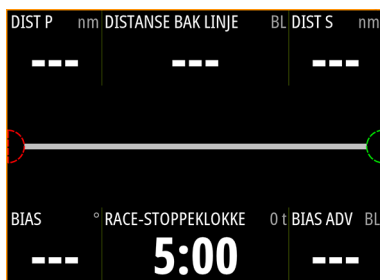 DIST P nm DISTANSE BAK LINJE BL DIST S nm
--- --- ---
BIAS ° RACE-STOPPEKLOKKE 0 t BIAS ADV BL
--- 5:00 ---